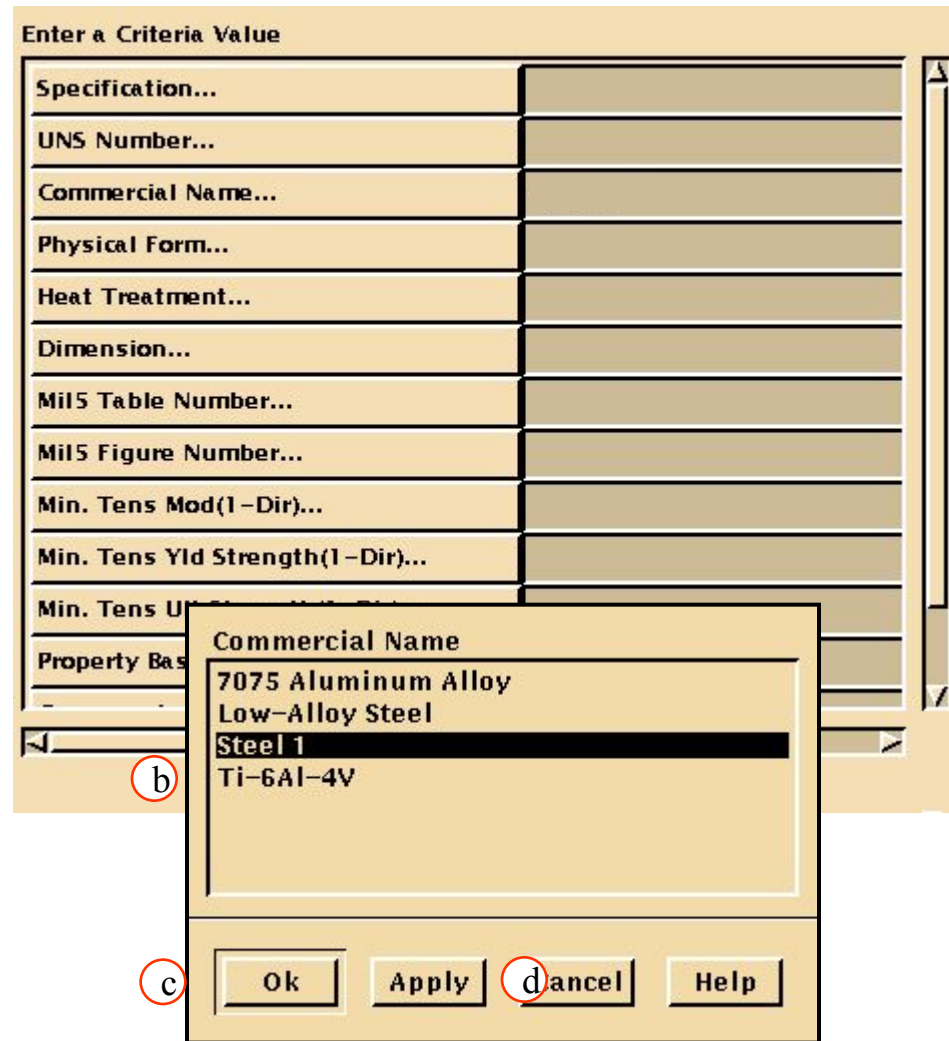 Enter a Criteria Value
Specification...
UNS Number...
Commercial Name...
Physical Form...
Heat Treatment...
Dimension...
Mil5 Table Number...
Mil5 Figure Number...
Min. Tens Mod(1-Dir)...
Min. Tens Yld Strength(1-Dir)...
Min. Tens
Property Bas
Commercial Name
7075 Aluminum Alloy
Low-Alloy Steel
Steel 1
b
Ti-6Al-4V
c Ok Apply d ancel Help